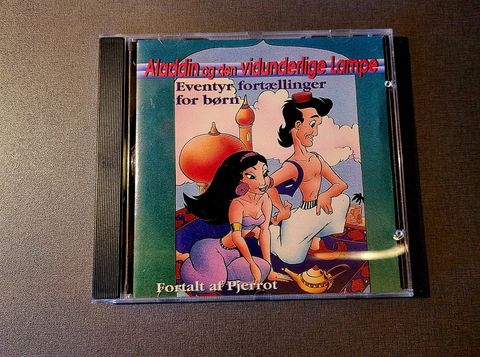 Aladdin og den vidunderlige Lampe
Eventyr fortællinger
for børn
Fortalt af Pjerrot